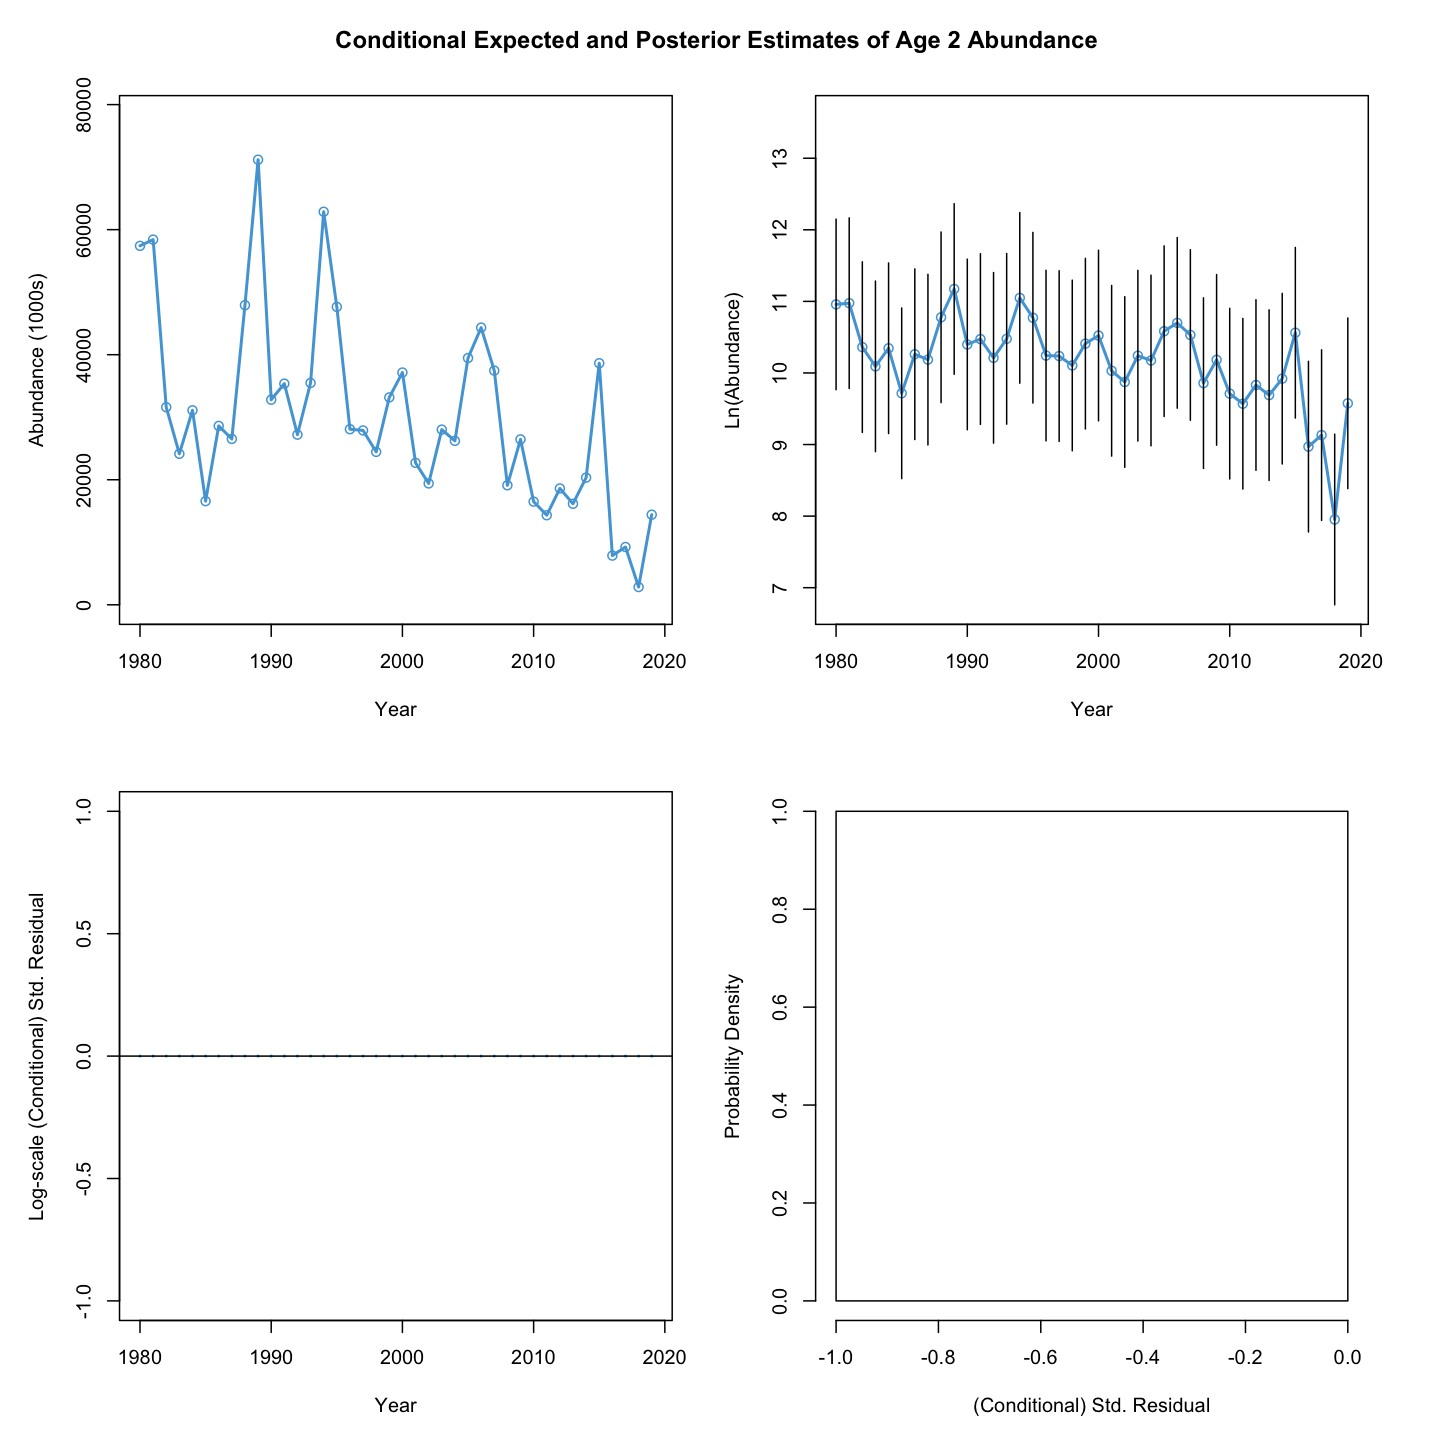 Conditional Expected and Posterior Estimates of Age 2 Abundance
80000
60000
40000
20000
0
Abundance (1000s)
1980 1990 2000 2010 2020
Year
13
12
11
10
9
8
7
Ln(Abundance)
1980 1990 2000 2010 2020
Year
1.0
0.5
0.0
-0.5
-1.0
Log-scale (Conditional) Std. Residual
1980 1990 2000 2010 2020
Year
1.0
0.8
0.6
0.4
0.2
0.0
Probability Density
-1.0 -0.8 -0.6 -0.4 -0.2 0.0
(Conditional) Std. Residual